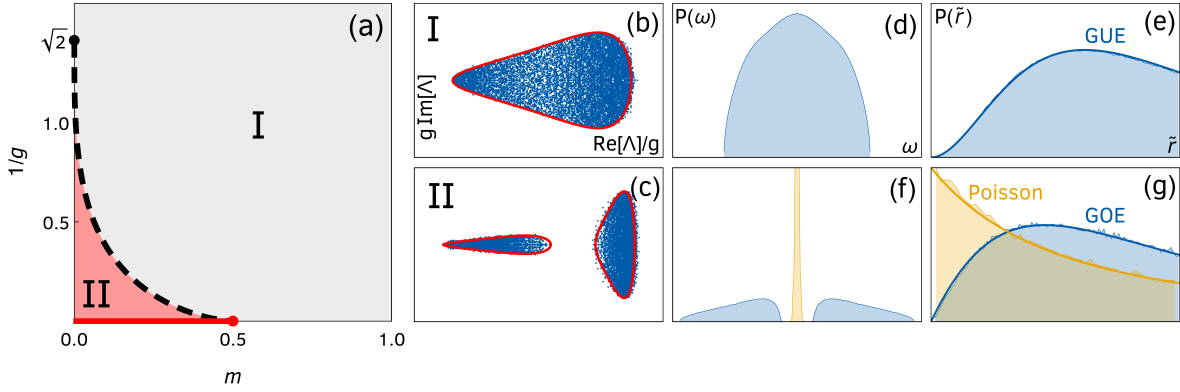 (a)
√2
1.0
0.5
1/g
I
II
0.0
0.5
1.0
m
I
(b)
g Im[Λ]
Re[Λ]/g
II
(c)
P(ω)
(d)
ω
P(r̃)
(e)
GUE
r̃
(f)
(g)
Poisson
GOE